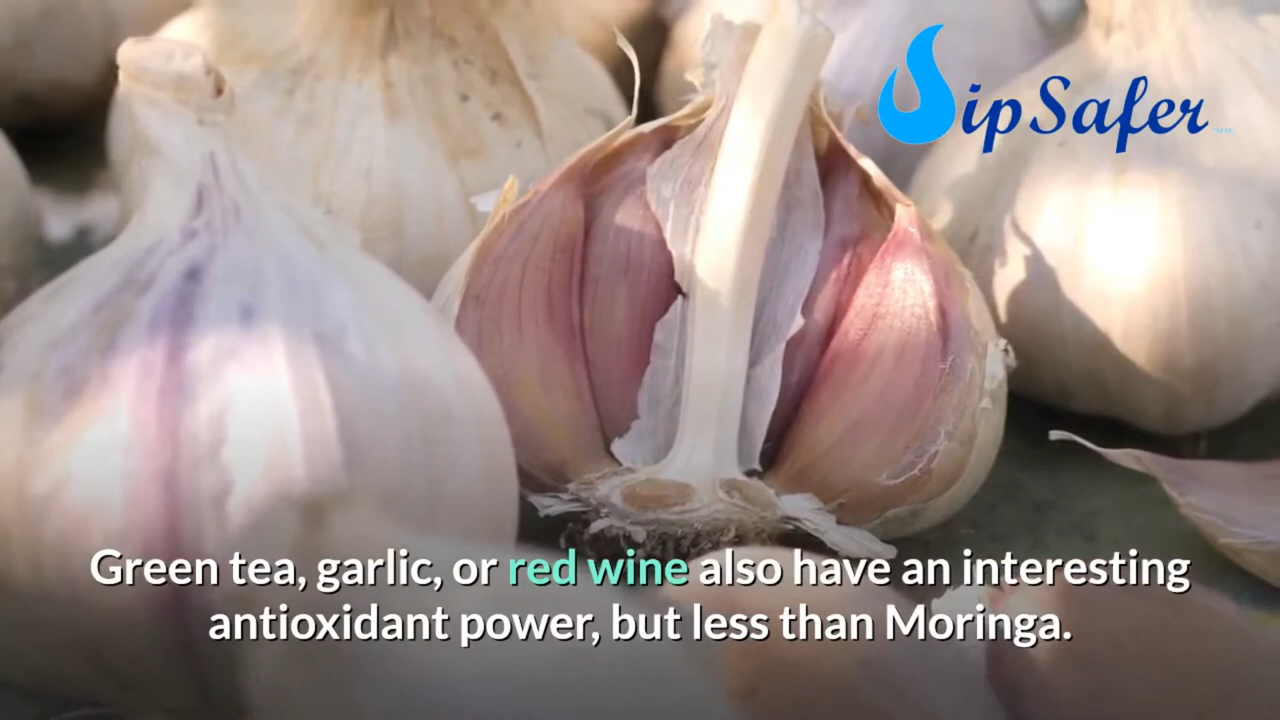 SipSafer
Green tea, garlic, or red wine also have an interesting
antioxidant power, but less than Moringa.